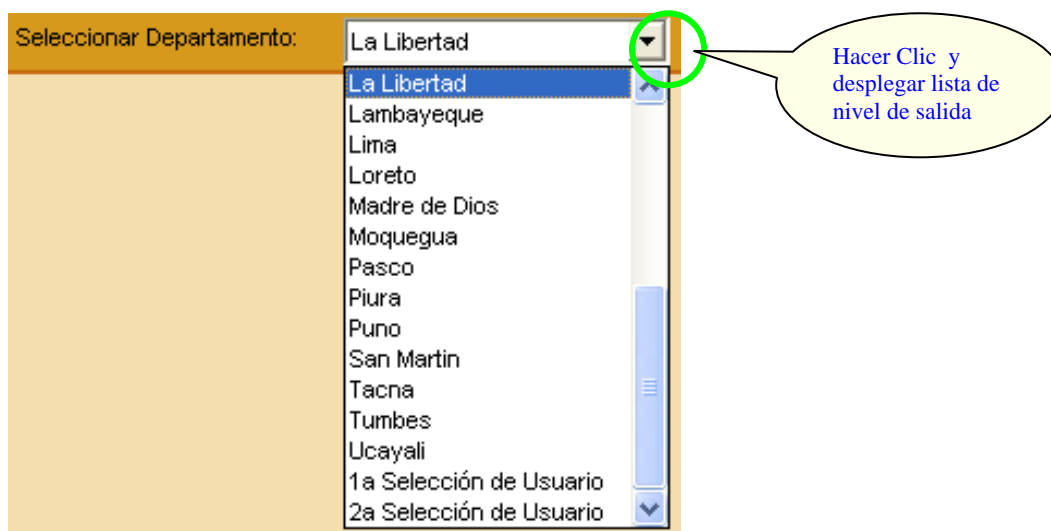 Seleccionar Departamento:
La Libertad
La Libertad
Lambayeque
Lima
Loreto
Madre de Dios
Moquegua
Pasco
Piura
Puno
San Martin
Tacna
Tumbes
Ucayali
1a Selección de Usuario
2a Selección de Usuario
Hacer Clic y
desplegar lista de
nivel de salida